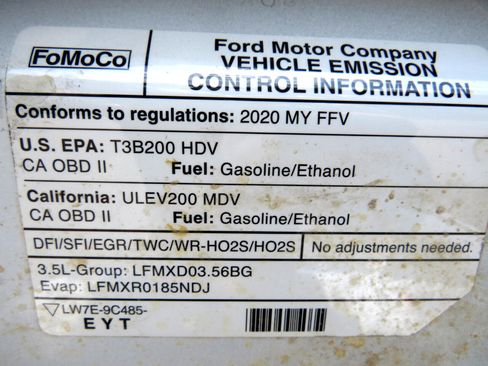 FoMoCo
Ford Motor Company
VEHICLE EMISSION
CONTROL INFORMATION
Conforms to regulations: 2020 MY FFV
U.S. EPA: T3B200 HDV
CA OBD II Fuel: Gasoline/Ethanol
California: ULEV200 MDV
CA OBD II Fuel: Gasoline/Ethanol
DFI/SFI/EGR/TWC/WR-HO2S/HO2S No adjustments needed.
3.5L-Group: LFMXD03.56BG
Evap: LFMXR0185NDJ
LW7E-9C485-
EYT